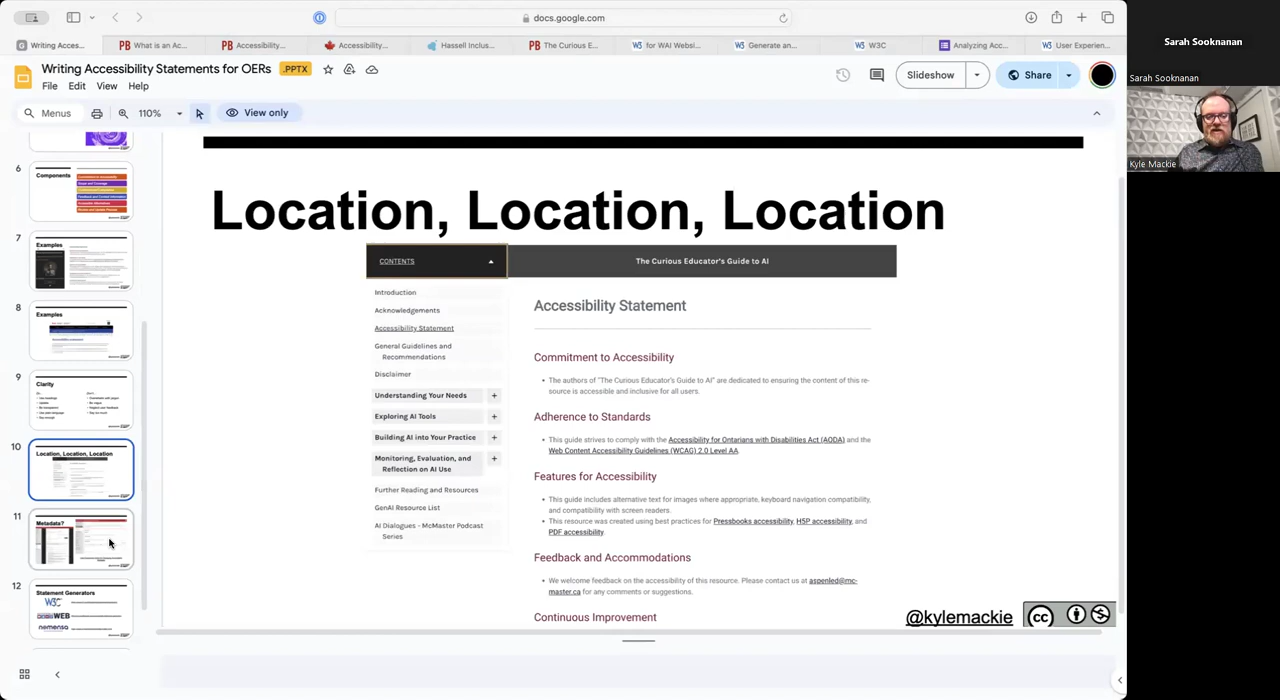 docs.google.com
Writing Acces...
What is an Ac...
Accessibility...
Accessibility...
Hassell Inclus...
The Curious E...
for WAI Websi...
Generate an...
W3C
Analyzing Acc...
User Experien...
Writing Accessibility Statements for OERs
.PPTX
File Edit View Help
Slideshow
Share
Menus
110%
View only
6
Components
7
Examples
8
Examples
9
Clarity
10
Location, Location, Location
11
Metadata?
12
Statement Generators
W3C
WEB
nomensa
Location, Location, Location
CONTENTS
The Curious Educator's Guide to AI
Introduction
Acknowledgements
Accessibility Statement
General Guidelines and
Recommendations
Disclaimer
Understanding Your Needs +
Exploring AI Tools +
Building AI into Your Practice +
Monitoring, Evaluation, and +
Reflection on AI Use
Further Reading and Resources
GenAI Resource List
AI Dialogues - McMaster Podcast
Series
Accessibility Statement
Commitment to Accessibility
• The authors of "The Curious Educator's Guide to AI" are dedicated to ensuring the content of this re-
source is accessible and inclusive for all users.
Adherence to Standards
• This guide strives to comply with the Accessibility for Ontarians with Disabilities Act (AODA) and the
Web Content Accessibility Guidelines (WCAG) 2.0 Level AA.
Features for Accessibility
• This guide includes alternative text for images where appropriate, keyboard navigation compatibility,
and compatibility with screen readers.
• This resource was created using best practices for Pressbooks accessibility, H5P accessibility, and
PDF accessibility.
Feedback and Accommodations
• We welcome feedback on the accessibility of this resource. Please contact us at aspenled@mc-
master.ca for any comments or suggestions.
Continuous Improvement
@kylemackie
cc
Sarah Sooknanan
Sarah Sooknanan
Kyle Mackie